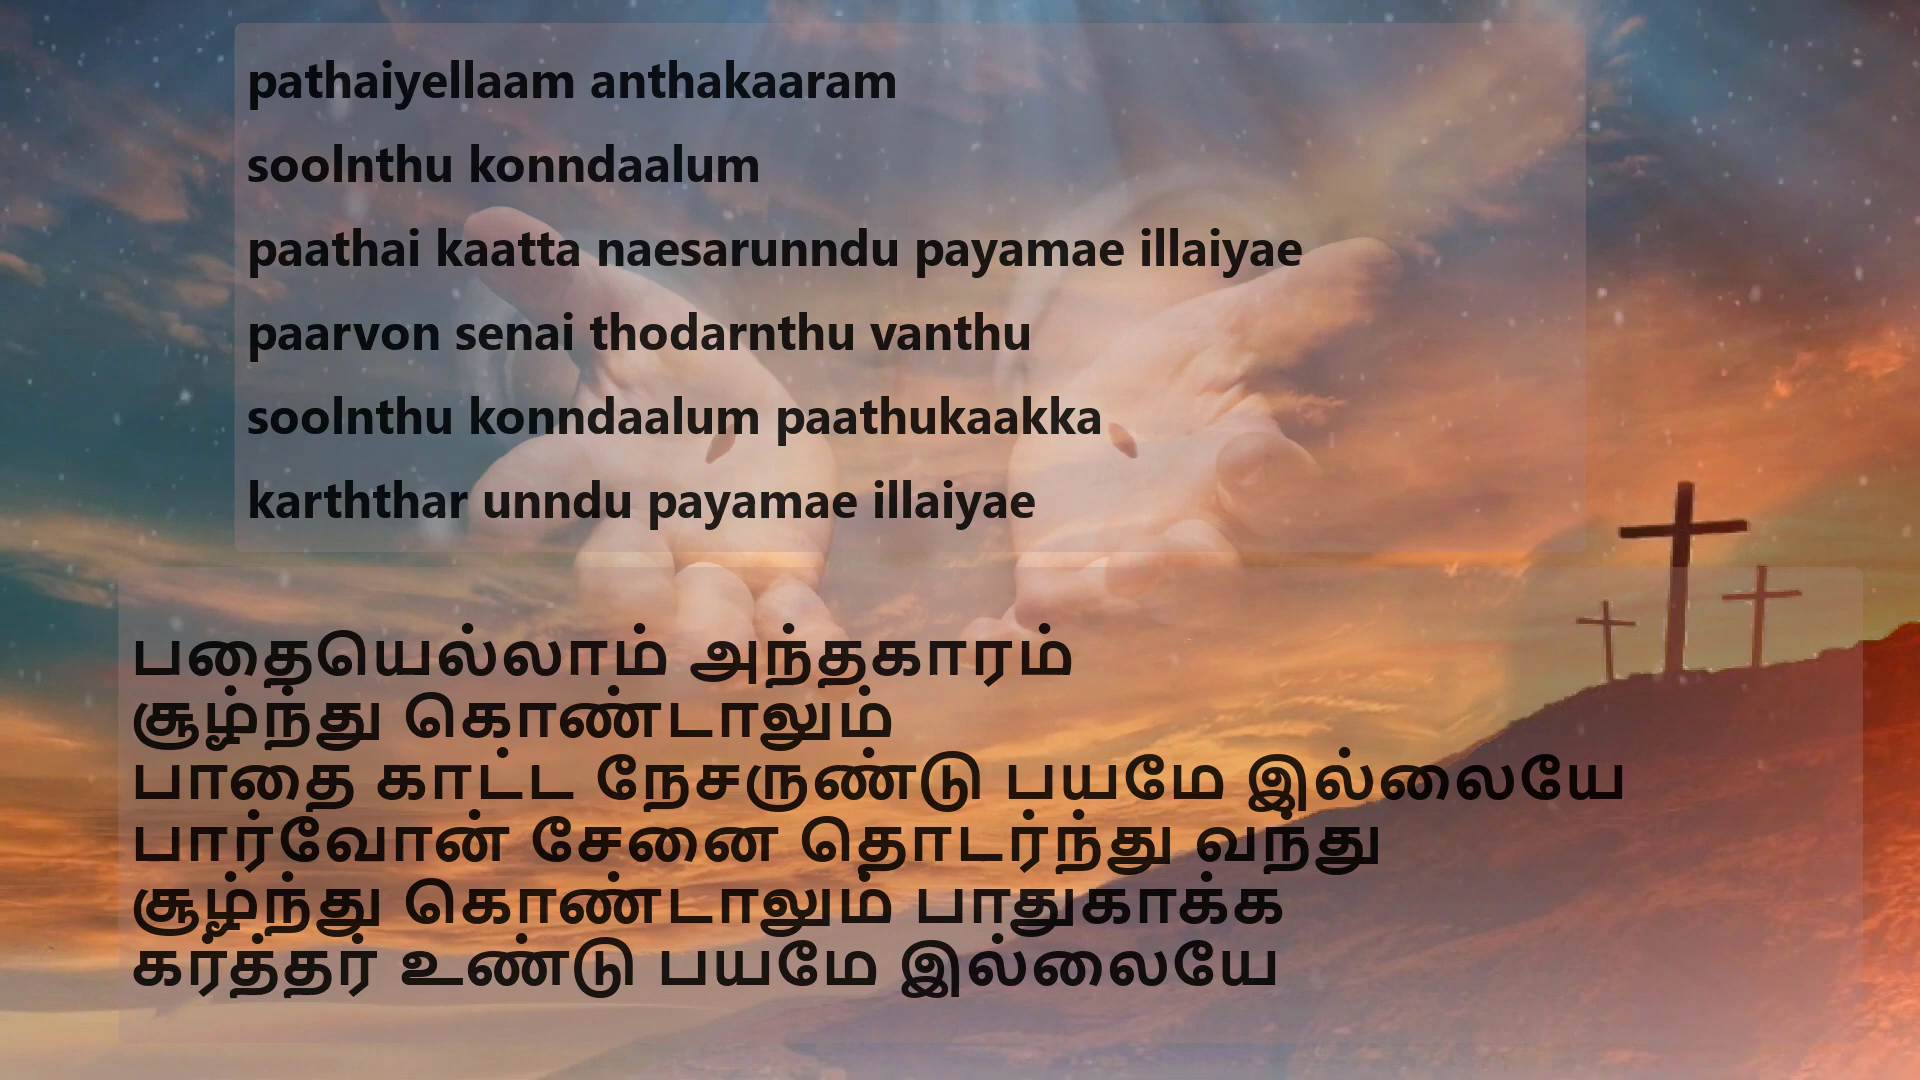 pathaiyellaam anthakaaram
soolnthu konndaalum
paathai kaatta naesarunndu payamae illaiyae
paarvon senai thodarnthu vanthu
soolnthu konndaalum paathukaakka
karththar unndu payamae illaiyae
பதையெல்லாம் அந்தகாரம்
சூழ்ந்து கொண்டாலும்
பாதை காட்ட நேசருண்டு பயமே இல்லையே
பார்வோன் சேனை தொடர்ந்து வந்து
சூழ்ந்து கொண்டாலும் பாதுகாக்க
கர்த்தர் உண்டு பயமே இல்லையே